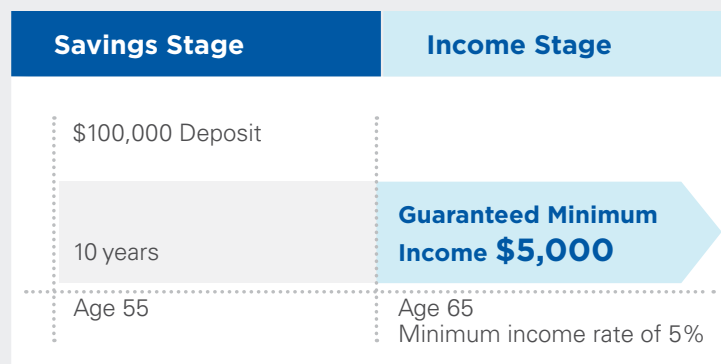 Savings Stage
Income Stage
$100,000 Deposit
Guaranteed Minimum
Income $5,000
10 years
Age 55
Age 65
Minimum income rate of 5%